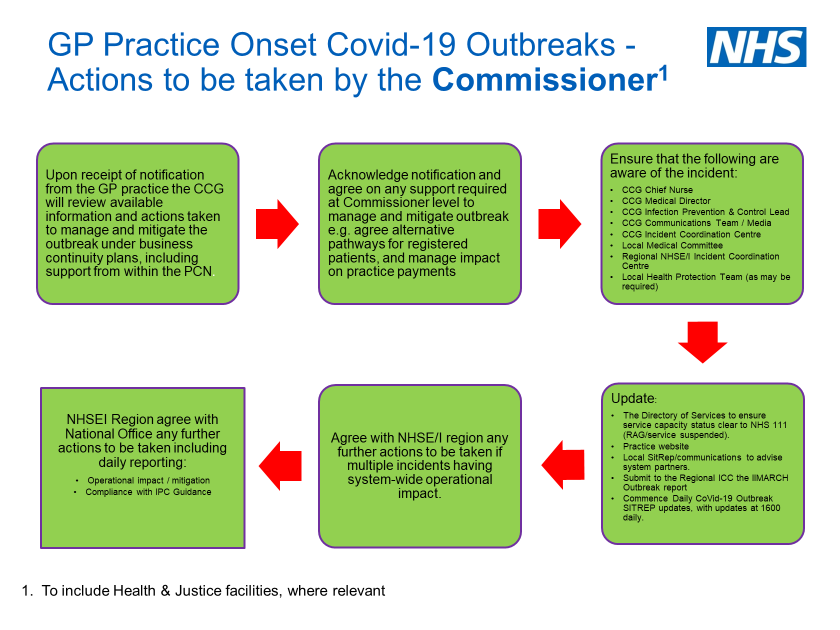 GP Practice Onset Covid-19 Outbreaks -
Actions to be taken by the Commissioner1
NHS
Upon receipt of notification
from the GP practice the CCG
will review available
information and actions taken
to manage and mitigate the
outbreak under business
continuity plans, including
support from within the PCN.
Acknowledge notification and
agree on any support required
at Commissioner level to
manage and mitigate outbreak
e.g. agree alternative
pathways for registered
patients, and manage impact
on practice payments
Ensure that the following are
aware of the incident:
• CCG Chief Nurse
• CCG Medical Director
• CCG Infection Prevention & Control Lead
• CCG Communications Team / Media
• CCG Incident Coordination Centre
• Local Medical Committee
• Regional NHSE/I Incident Coordination
Centre
• Local Health Protection Team (as may be
required)
Update:
• The Directory of Services to ensure
service capacity status clear to NHS 111
(RAG/service suspended).
• Practice website
• Local SitRep/communications to advise
system partners.
• Submit to the Regional ICC the IIMARCH
Outbreak report
• Commence Daily CoVid-19 Outbreak
SITREP updates, with updates at 1600
daily.
Agree with NHSE/I region any
further actions to be taken if
multiple incidents having
system-wide operational
impact.
NHSEI Region agree with
National Office any further
actions to be taken including
daily reporting:
• Operational impact / mitigation
• Compliance with IPC Guidance
1. To include Health & Justice facilities, where relevant